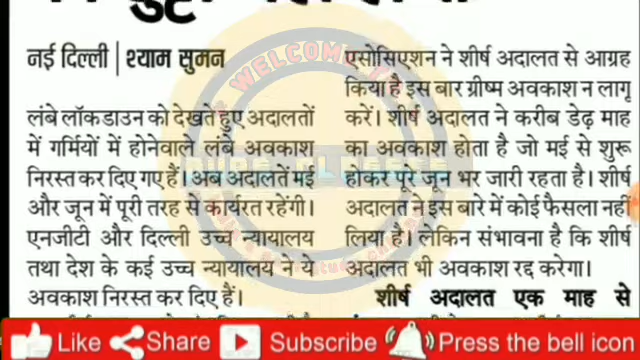 नई दिल्ली | श्याम सुमन
लंबे लॉकडाउन को देखते हुए अदालतों
में गर्मियों में होनेवाले लंबे अवकाश
निरस्त कर दिए गए हैं। अब अदालतें मई
और जून में पूरी तरह से कार्यरत रहेंगी।
एनजीटी और दिल्ली उच्च न्यायालय
तथा देश के कई उच्च न्यायालय ने ये
अवकाश निरस्त कर दिए हैं।
एसोसिएशन ने शीर्ष अदालत से आग्रह
किया है इस बार ग्रीष्म अवकाश न लागू
करें। शीर्ष अदालत ने करीब डेढ़ माह
का अवकाश होता है जो मई से शुरू
होकर पूरे जून भर जारी रहता है। शीर्ष
अदालत ने इस बारे में कोई फैसला नहीं
लिया है। लेकिन संभावना है कि शीर्ष
अदालत भी अवकाश रद्द करेगा।
शीर्ष अदालत एक माह से
WELCOME
Like Share Subscribe Press the bell icon